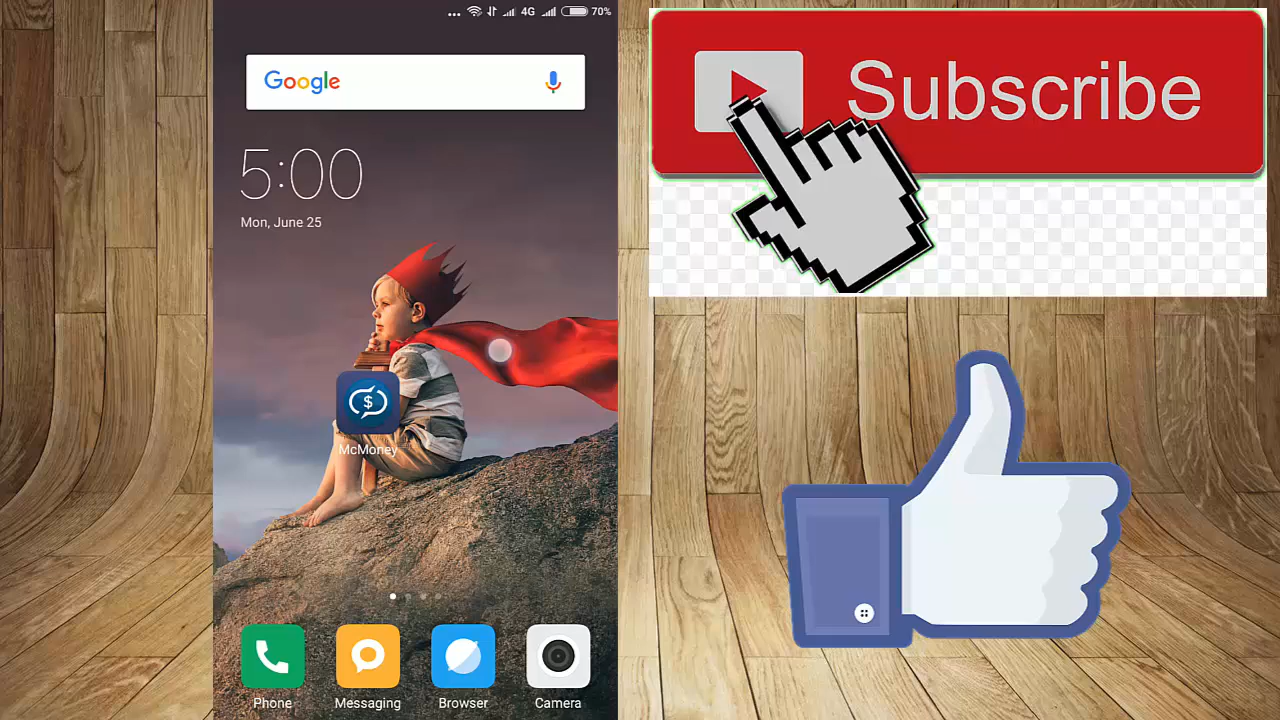 4G 70%
Google
5:00
Mon, June 25
$
McMoney
Phone Messaging Browser Camera
Subscribe